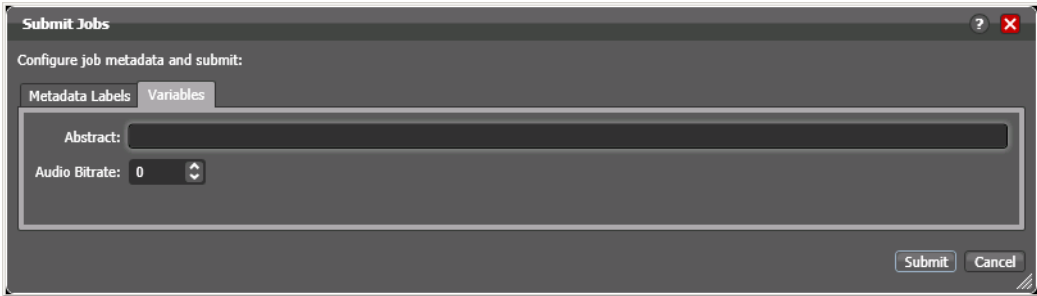 Submit Jobs ?
Configure job metadata and submit:
Metadata Labels Variables
Abstract:
Audio Bitrate: 0
Submit Cancel